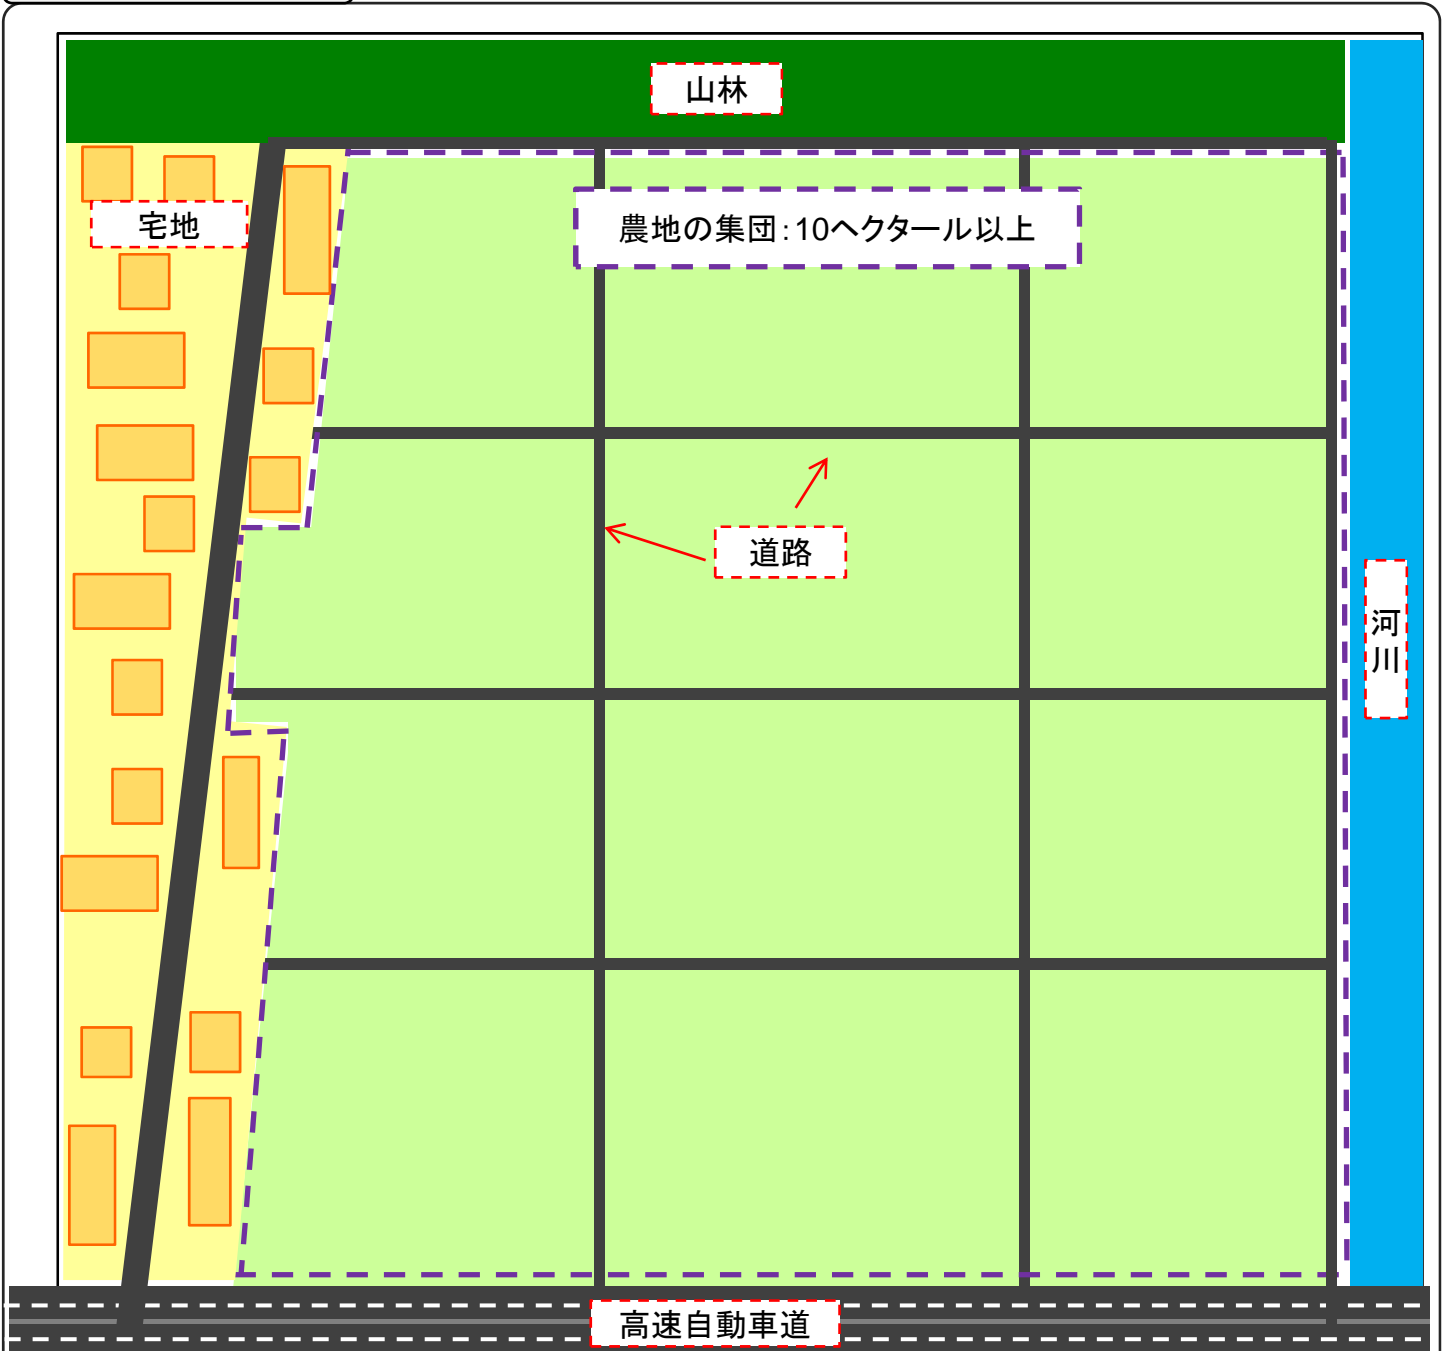 山林
宅地
農地の集団：10ヘクタール以上
道路
河川
高速自動車道